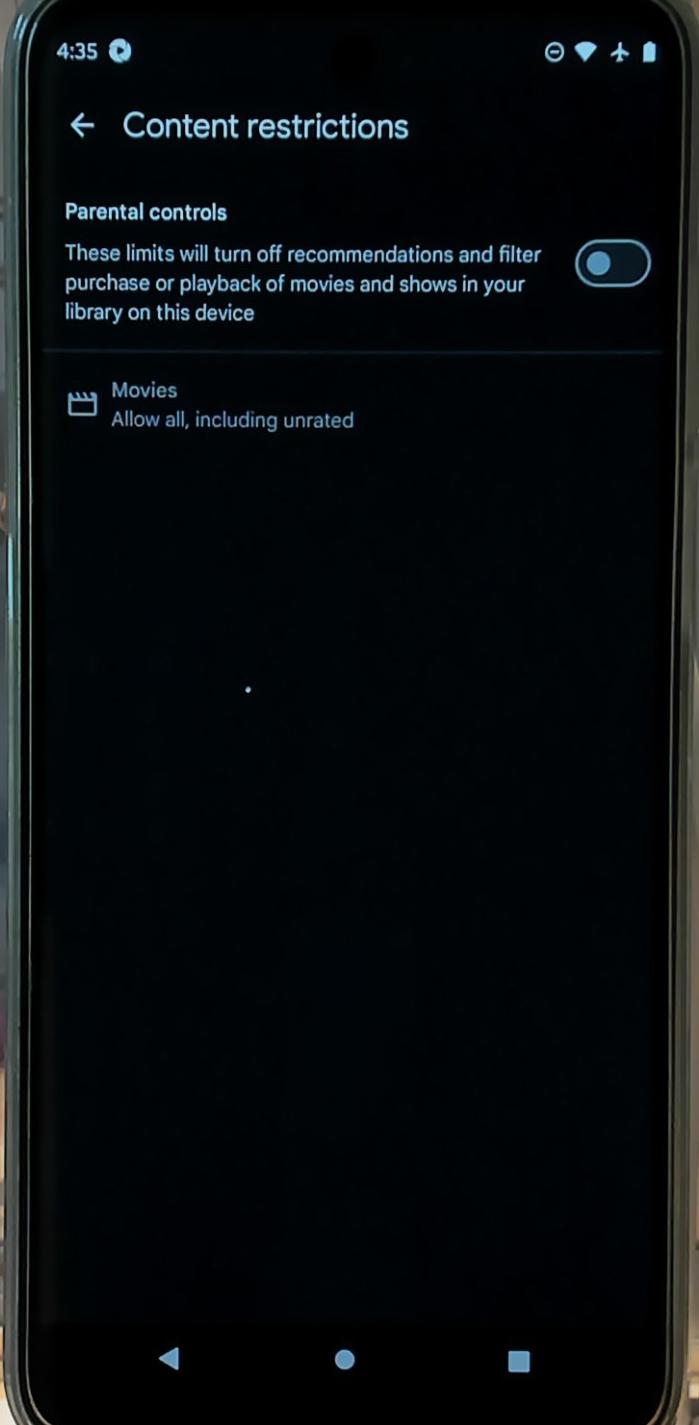 4:35
Content restrictions
Parental controls
These limits will turn off recommendations and filter
purchase or playback of movies and shows in your
library on this device
Movies
Allow all, including unrated